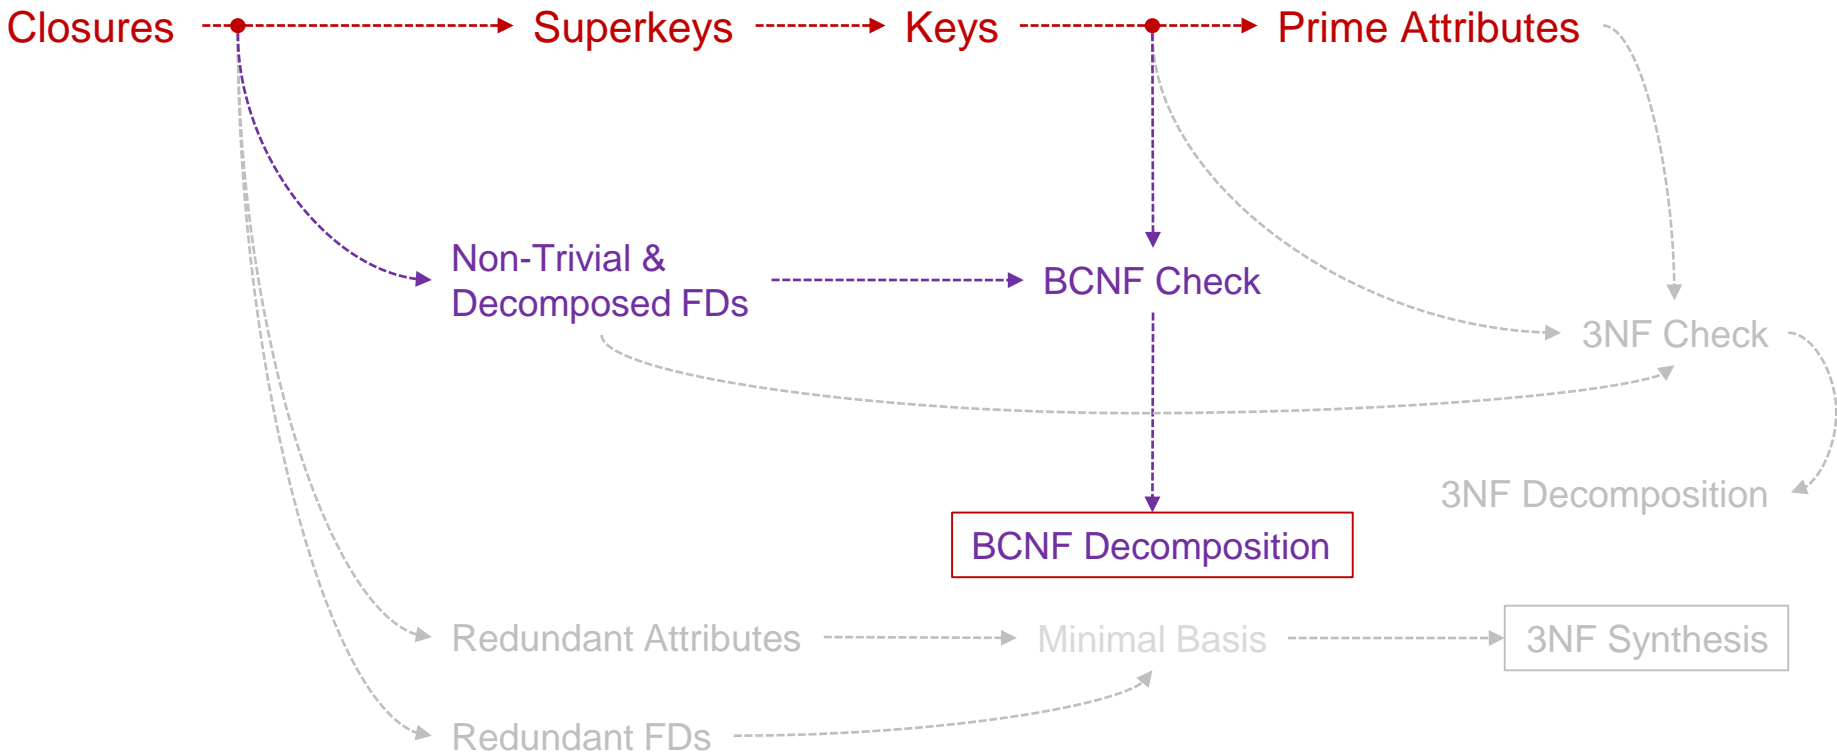 Closures
Superkeys
Keys
Prime Attributes
Non-Trivial &
Decomposed FDs
BCNF Check
3NF Check
3NF Decomposition
BCNF Decomposition
Redundant Attributes
Minimal Basis
3NF Synthesis
Redundant FDs